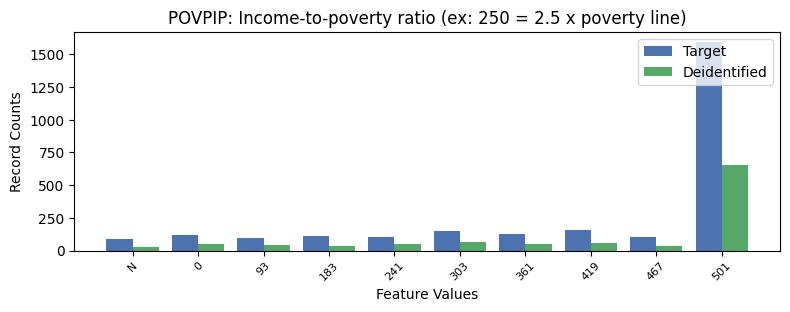 POVPIP: Income-to-poverty ratio (ex: 250 = 2.5 x poverty line)
Target
Deidentified
Record Counts
1500
1250
1000
750
500
250
0
N
0
93
183
241
303
361
419
467
501
Feature Values